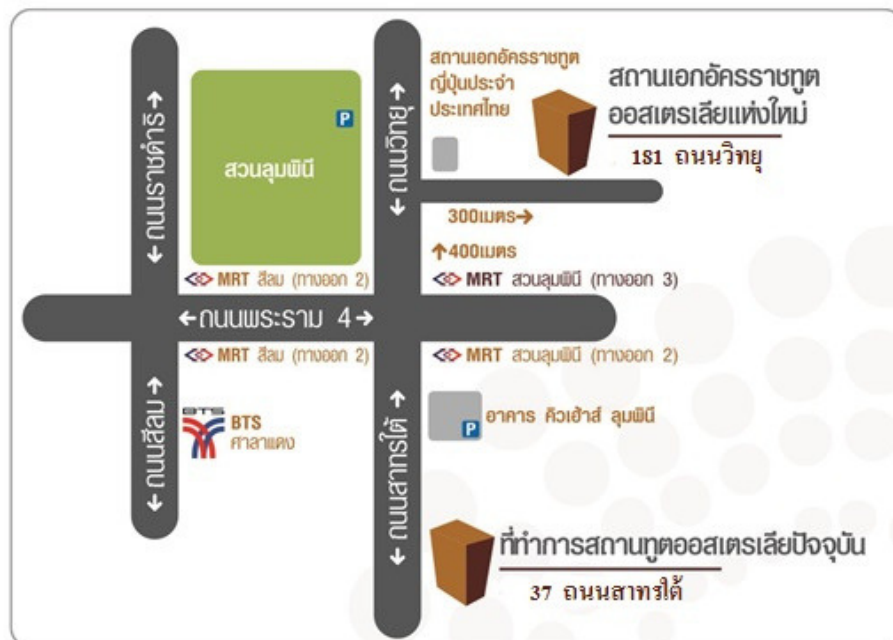 สถานเอกอัครราชทูต
ญี่ปุ่นประจำ
ประเทศไทย
สถานเอกอัครราชทูต
ออสเตรเลียแห่งใหม่
181 ถนนวิทยุ
←ถนนราชดำริ→
P
สวนลุมพินี
←ถนนวิทยุ→
300เมตร→
↑400เมตร
MRT สีลม (ทางออก 2)
MRT สวนลุมพินี (ทางออก 3)
←ถนนพระราม 4→
MRT สีลม (ทางออก 2)
MRT สวนลุมพินี (ทางออก 2)
←ถนนสีลม→
BTS
BTS
ศาลาแดง
←ถนนสาทรใต้→
P
อาคาร คิวเฮ้าส์ ลุมพินี
ที่ทำการสถานทูตออสเตรเลียปัจจุบัน
37 ถนนสาทรใต้